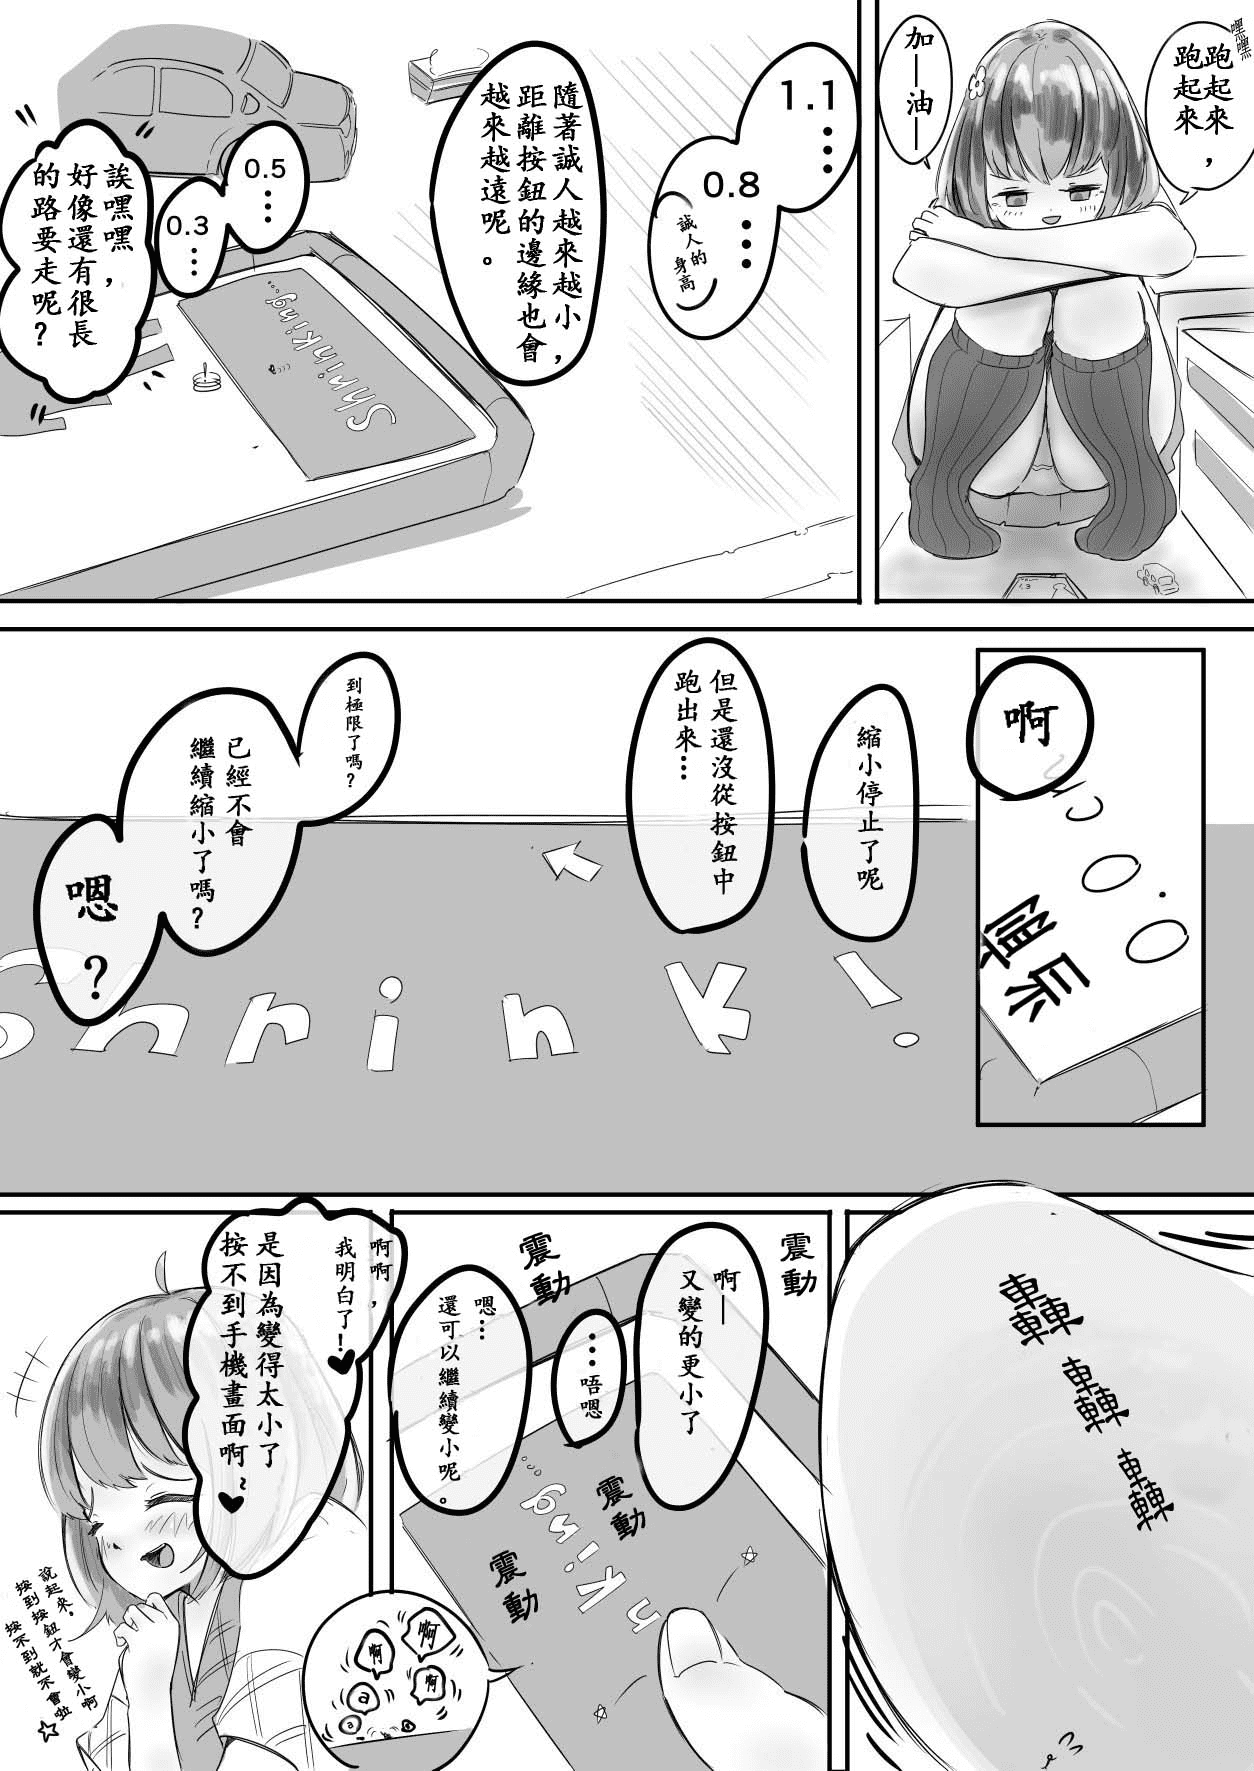 嘿嘿
跑起來，
跑起來
加——油——
1.1
…
0.8
…
誠人的
身高
隨著誠人越來越小，
距離按鈕的邊緣也會
越來越遠呢。
0.5
…
0.3
…
誒嘿嘿，
好像還有很長
的路要走呢？
Shrinking...
啊
縮小停止了呢
但是還沒從按鈕中
跑出來…
到極限了嗎？
已經不會
繼續縮小了嗎？
嗯？
Shrink!
轟
轟
轟
震動
啊—
又變的更小了
震動
…唔嗯
嗯…
還可以繼續變小呢。
震動
震動
啊
啊
啊
a
a
啊啊，
我明白了！♥
是因為變得太小了
按不到手機畫面啊~♥
說起來，
按到按鈕才會變小啊
按不到就不會啦☆